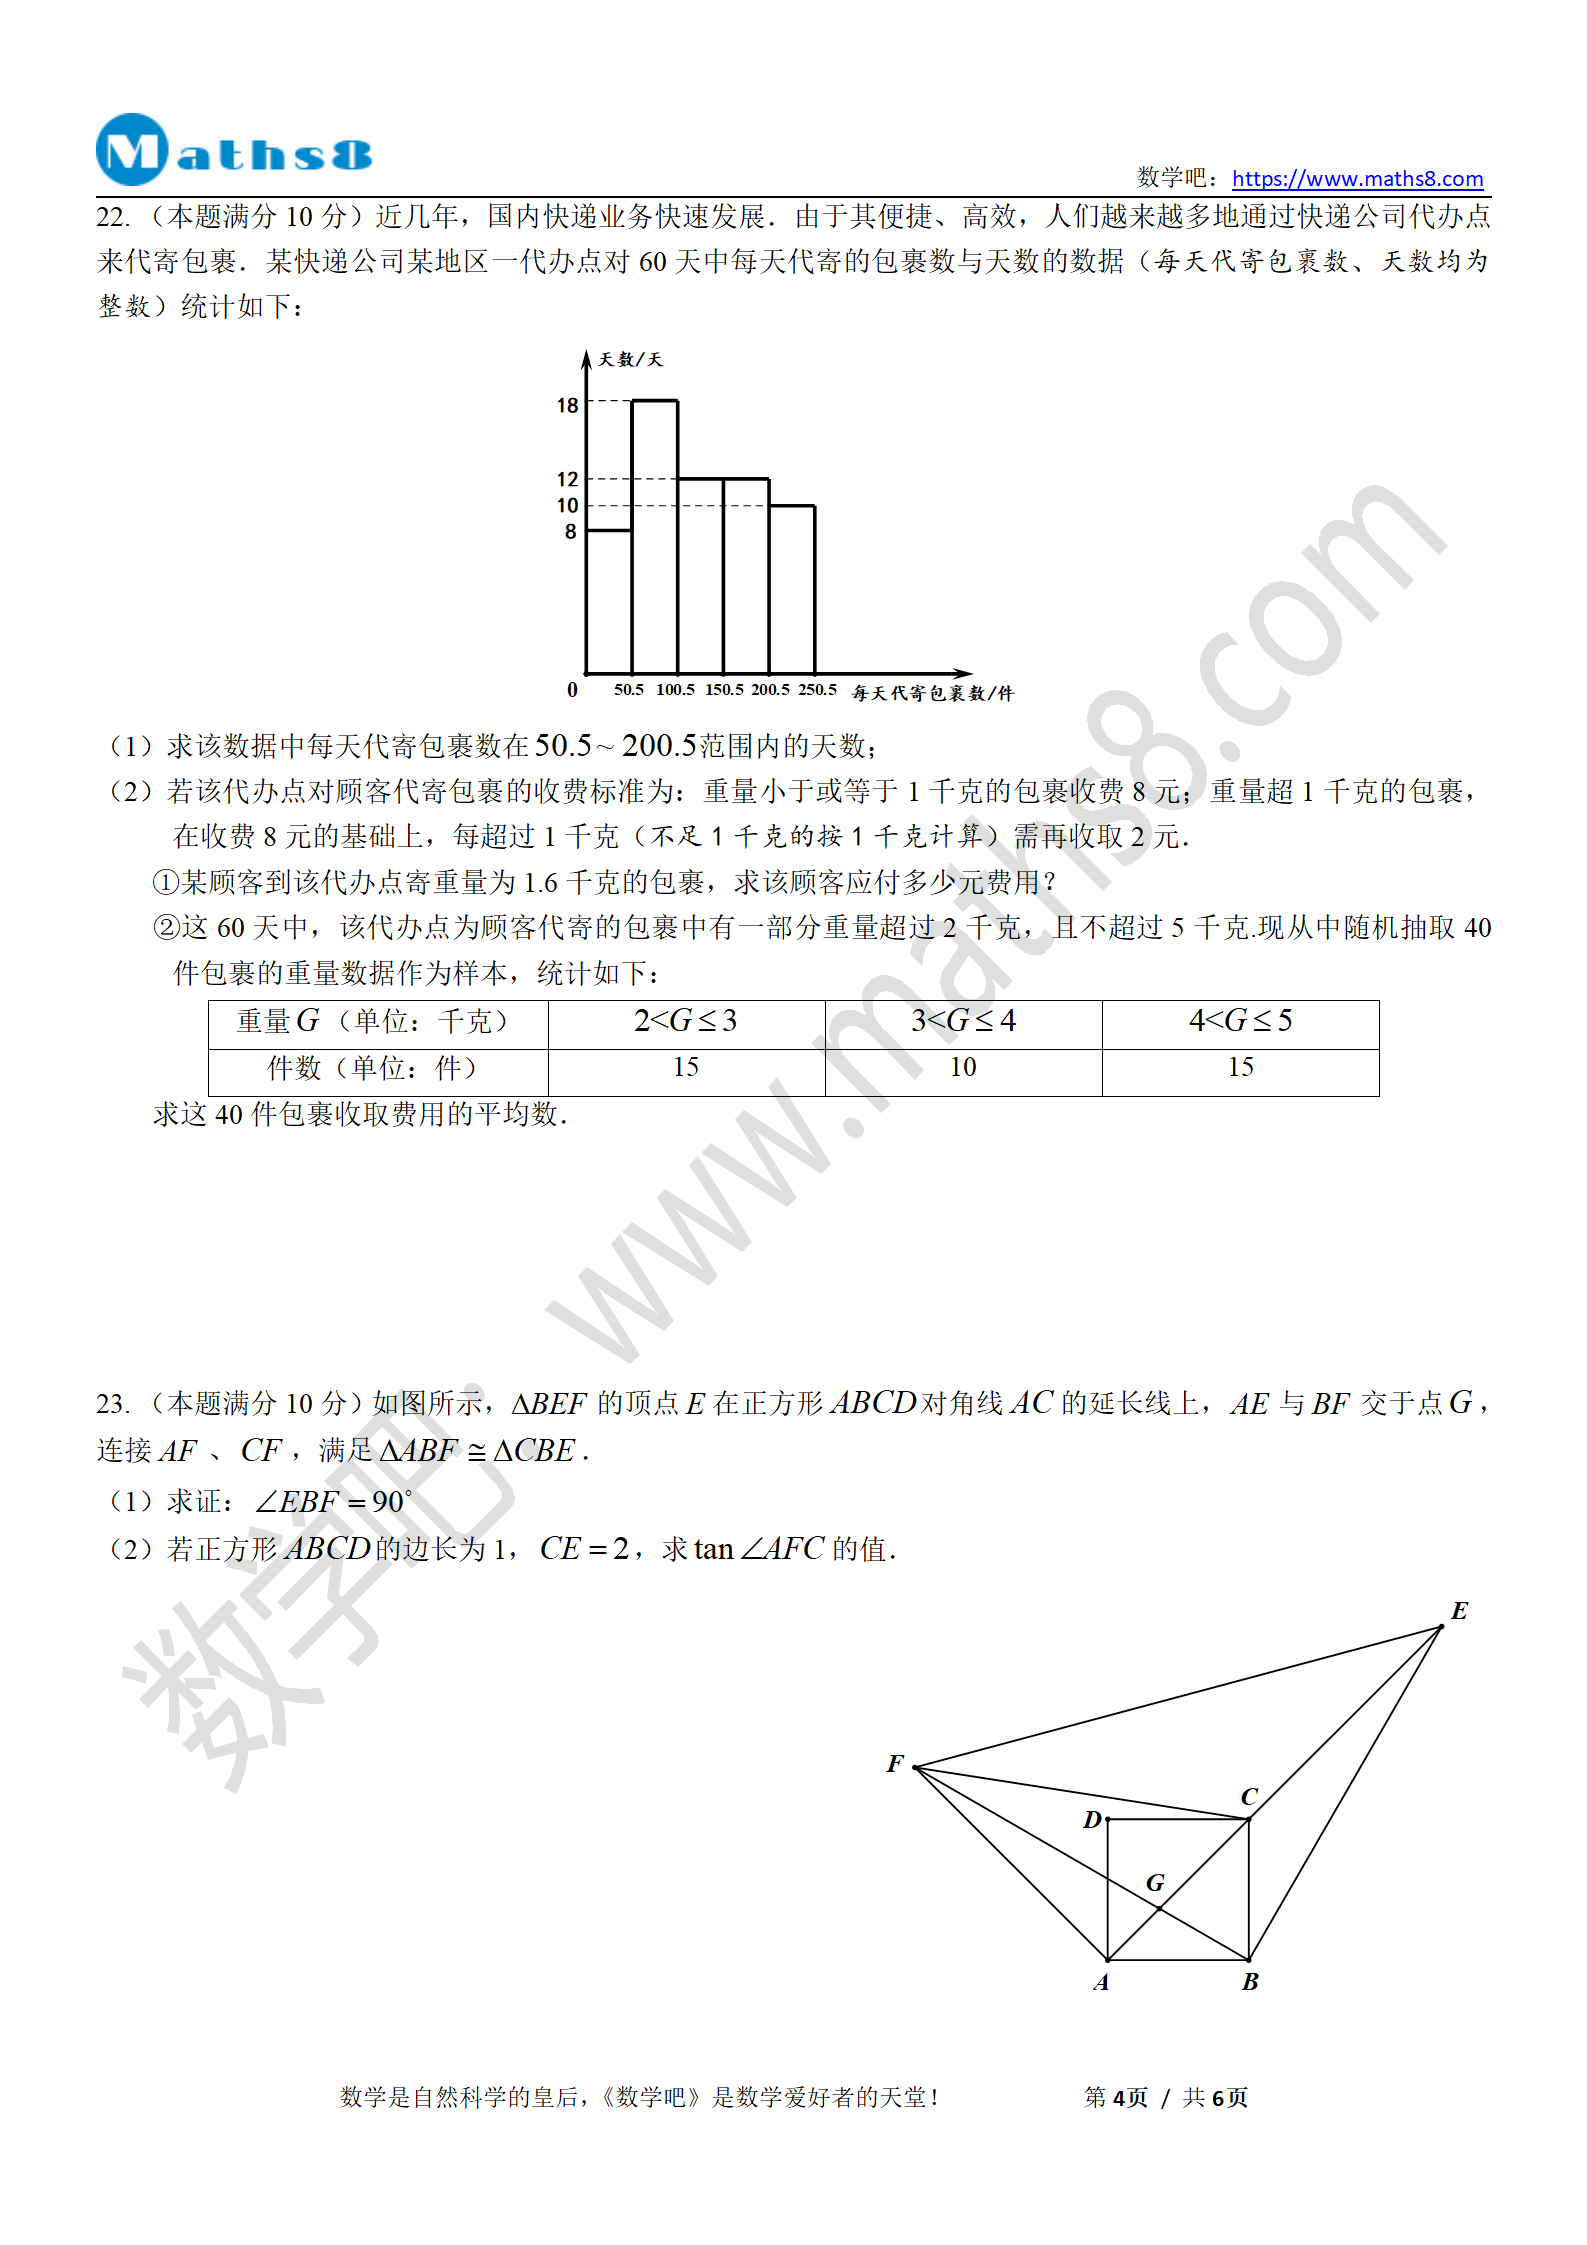 Maths8
数学吧：https://www.maths8.com
22.（本题满分 10 分）近几年，国内快递业务快速发展．由于其便捷、高效，人们越来越多地通过快递公司代办点
来代寄包裹．某快递公司某地区一代办点对 60 天中每天代寄的包裹数与天数的数据（每天代寄包裹数、天数均为
整数）统计如下：
天数/天
18
12
10
8
0 50.5 100.5 150.5 200.5 250.5 每天代寄包裹数/件
（1）求该数据中每天代寄包裹数在 50.5 ~ 200.5 范围内的天数；
（2）若该代办点对顾客代寄包裹的收费标准为：重量小于或等于 1 千克的包裹收费 8 元；重量超 1 千克的包裹，
在收费 8 元的基础上，每超过 1 千克（不足 1 千克的按 1 千克计算）需再收取 2 元．
①某顾客到该代办点寄重量为 1.6 千克的包裹，求该顾客应付多少元费用？
②这 60 天中，该代办点为顾客代寄的包裹中有一部分重量超过 2 千克，且不超过 5 千克.现从中随机抽取 40
件包裹的重量数据作为样本，统计如下：
重量 G（单位：千克） 2<G≤3 3<G≤4 4<G≤5
件数（单位：件） 15 10 15
求这 40 件包裹收取费用的平均数．
23.（本题满分 10 分）如图所示，ΔBEF 的顶点 E 在正方形 ABCD 对角线 AC 的延长线上，AE 与 BF 交于点 G，
连接 AF 、CF ，满足 ΔABF ≅ ΔCBE．
（1）求证：∠EBF = 90°
（2）若正方形 ABCD 的边长为 1，CE = 2，求 tan ∠AFC 的值．
E
F
C
D
G
A
B
数学吧：www.maths8.com
数学是自然科学的皇后，《数学吧》是数学爱好者的天堂！ 第 4页 / 共 6页